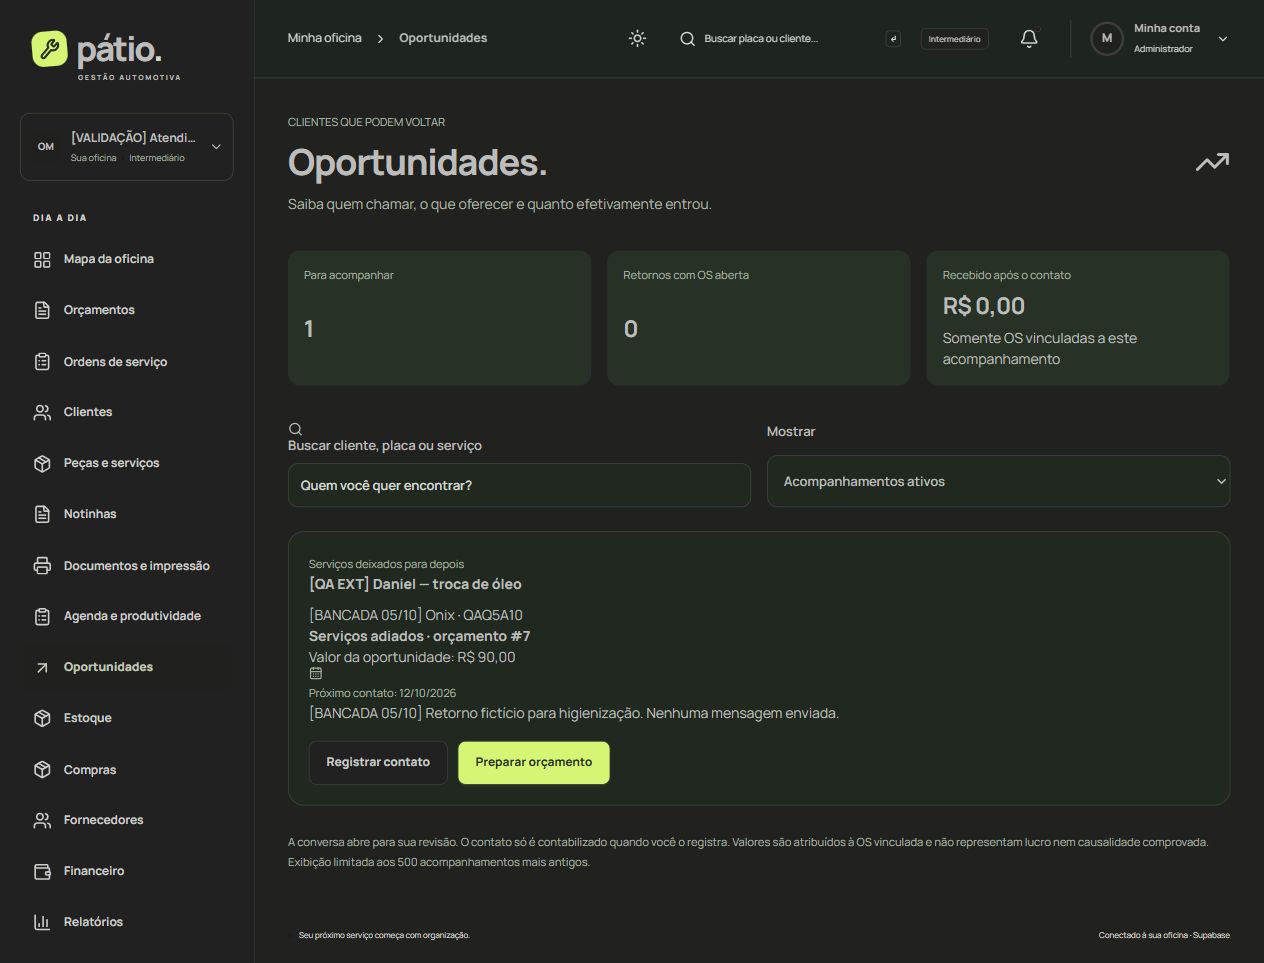 pátio.
GESTÃO AUTOMOTIVA
OM
[VALIDAÇÃO] Atendi...
Sua oficina Intermediário
DIA A DIA
Mapa da oficina
Orçamentos
Ordens de serviço
Clientes
Peças e serviços
Notinhas
Documentos e impressão
Agenda e produtividade
Oportunidades
Estoque
Compras
Fornecedores
Financeiro
Relatórios
Minha oficina > Oportunidades
Buscar placa ou cliente...
Intermediário
M
Minha conta
Administrador
CLIENTES QUE PODEM VOLTAR
Oportunidades.
Saiba quem chamar, o que oferecer e quanto efetivamente entrou.
Para acompanhar
1
Retornos com OS aberta
0
Recebido após o contato
R$ 0,00
Somente OS vinculadas a este
acompanhamento
Buscar cliente, placa ou serviço
Quem você quer encontrar?
Mostrar
Acompanhamentos ativos
Serviços deixados para depois
[QA EXT] Daniel — troca de óleo
[BANCADA 05/10] Onix · QAQ5A10
Serviços adiados · orçamento #7
Valor da oportunidade: R$ 90,00
Próximo contato: 12/10/2026
[BANCADA 05/10] Retorno fictício para higienização. Nenhuma mensagem enviada.
Registrar contato
Preparar orçamento
A conversa abre para sua revisão. O contato só é contabilizado quando você o registra. Valores são atribuídos à OS vinculada e não representam lucro nem causalidade comprovada.
Exibição limitada aos 500 acompanhamentos mais antigos.
Seu próximo serviço começa com organização.
Conectado à sua oficina · Supabase